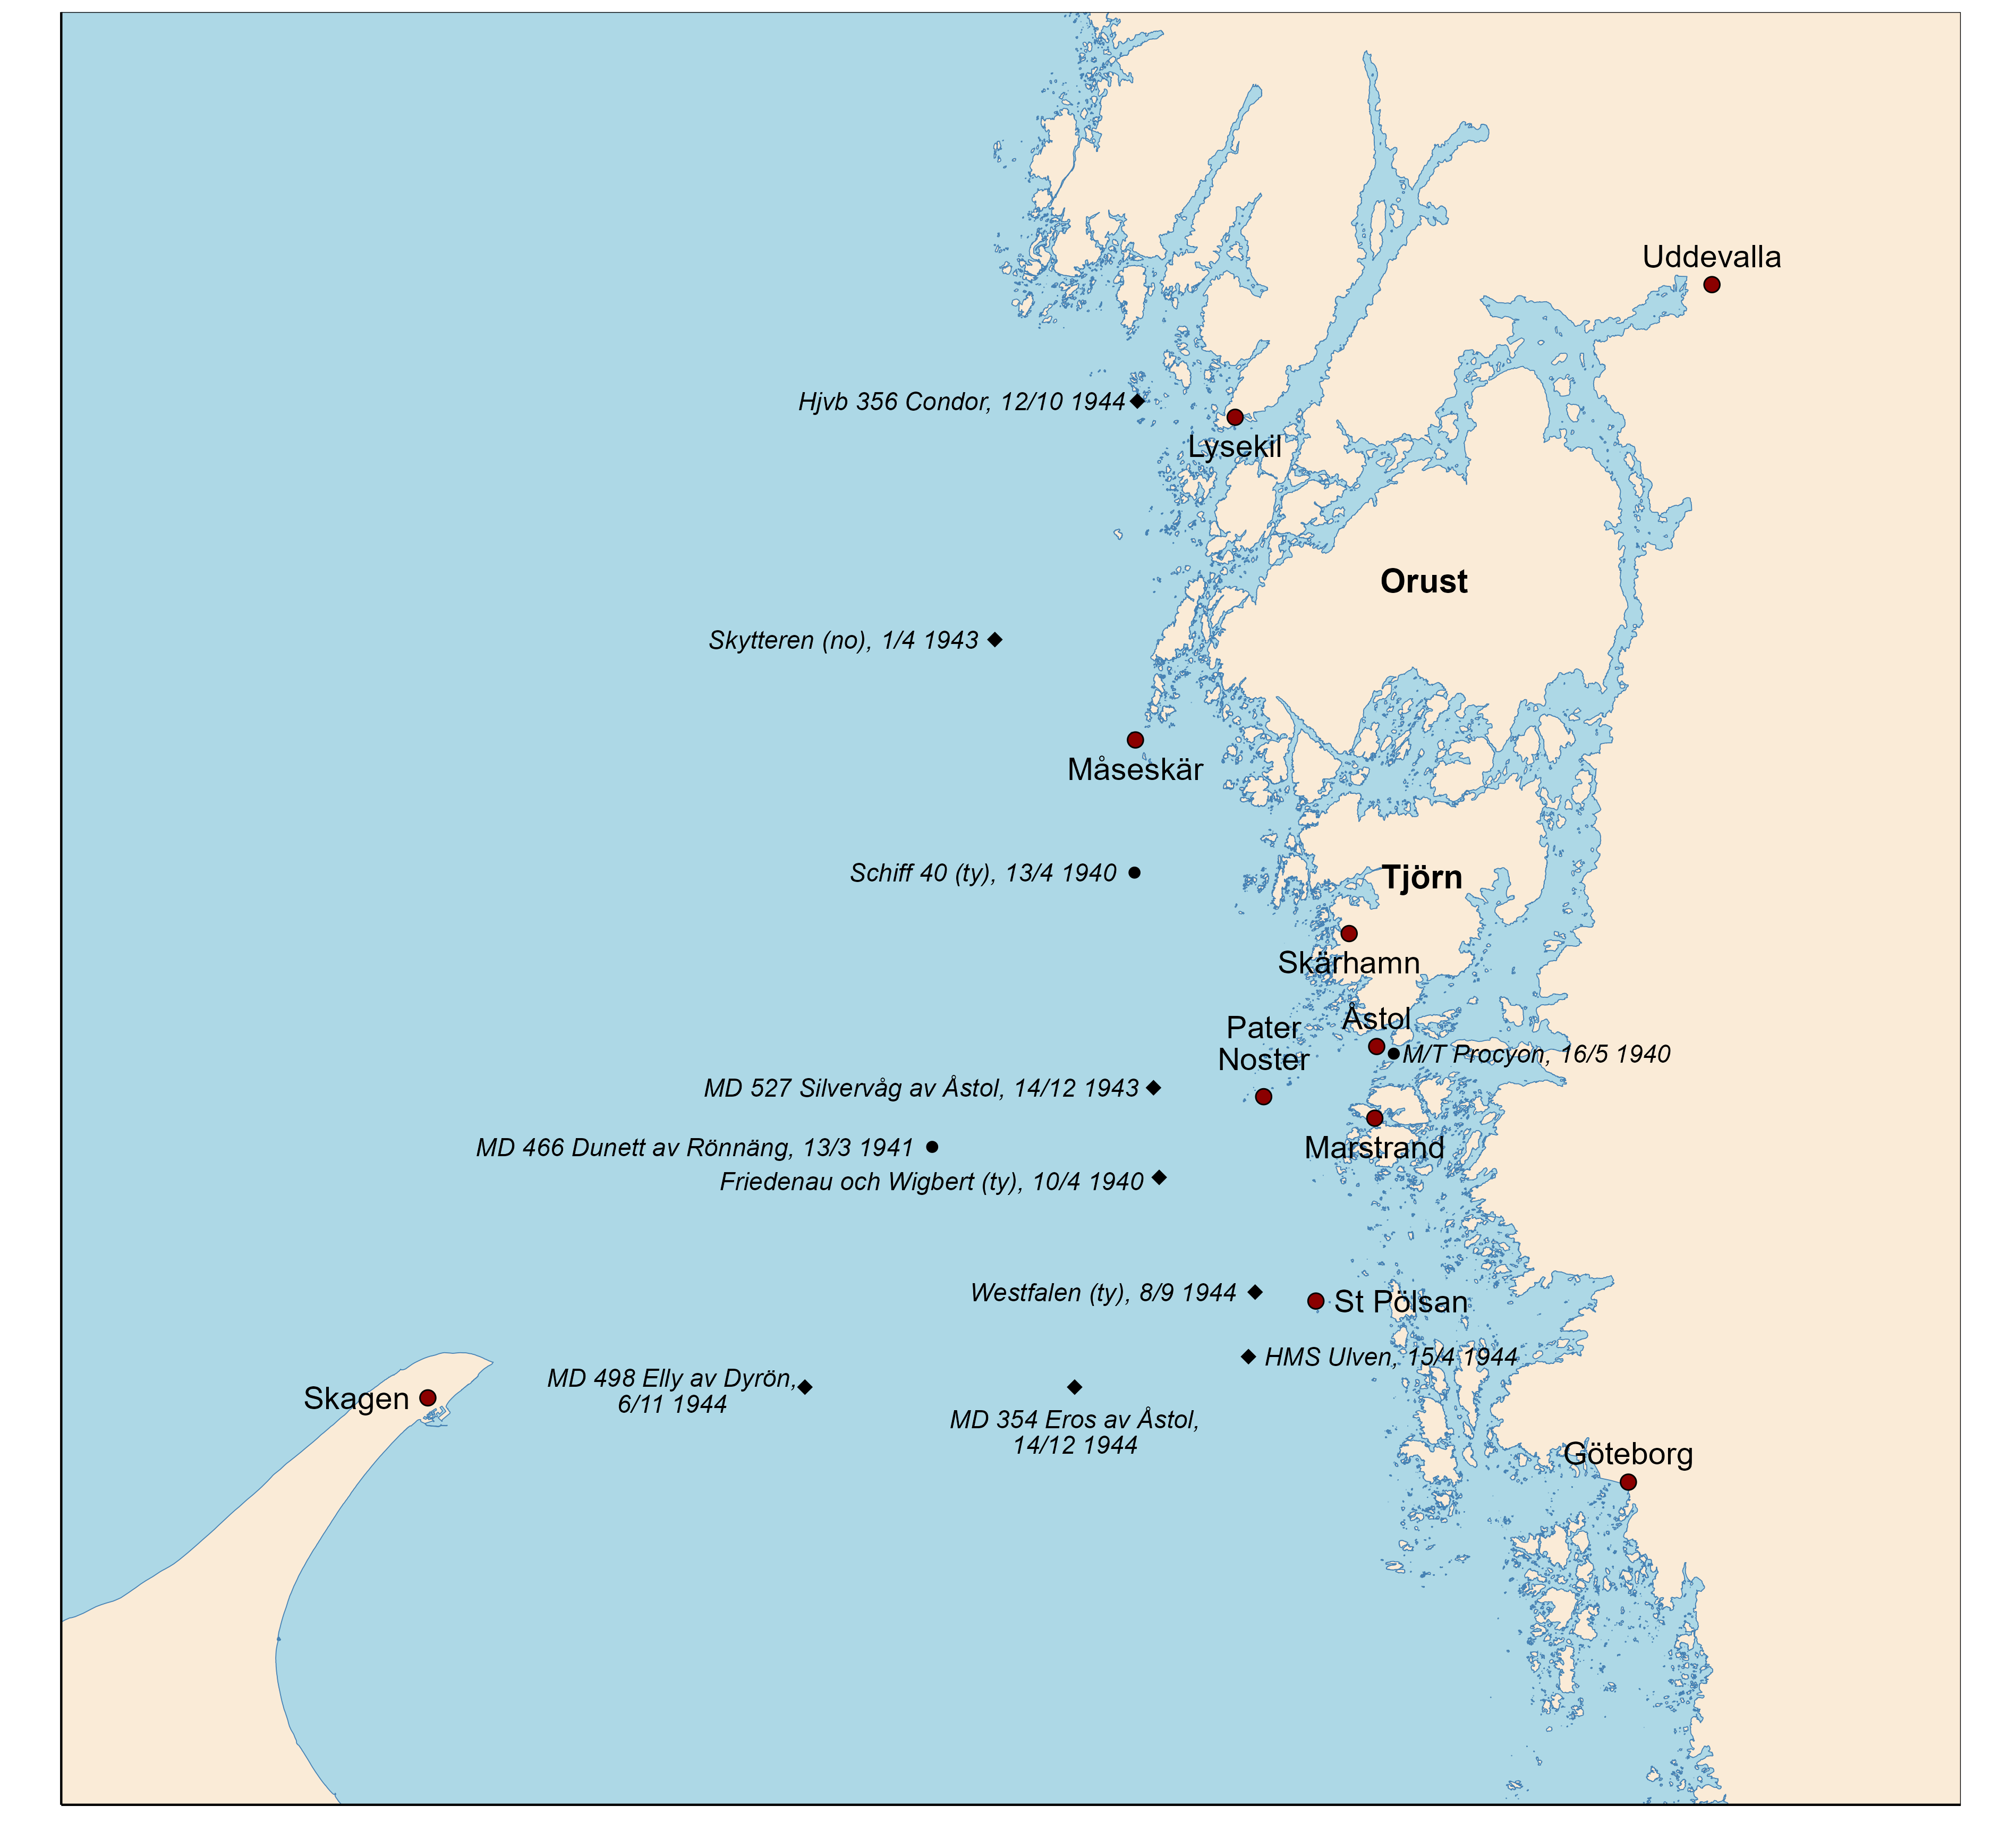 Uddevalla
Hjvb 356 Condor, 12/10 1944
Lysekil
Orust
Skytteren (no), 1/4 1943
Måseskär
Schiff 40 (ty), 13/4 1940
Tjörn
Skärhamn
Åstol
Pater
Noster
M/T Procyon, 16/5 1940
MD 527 Silvervåg av Åstol, 14/12 1943
Marstrand
MD 466 Dunett av Rönnäng, 13/3 1941
Friedenau och Wigbert (ty), 10/4 1940
Westfalen (ty), 8/9 1944
St Pölsan
HMS Ulven, 15/4 1944
MD 498 Elly av Dyrön,
6/11 1944
Skagen
MD 354 Eros av Åstol,
14/12 1944
Göteborg